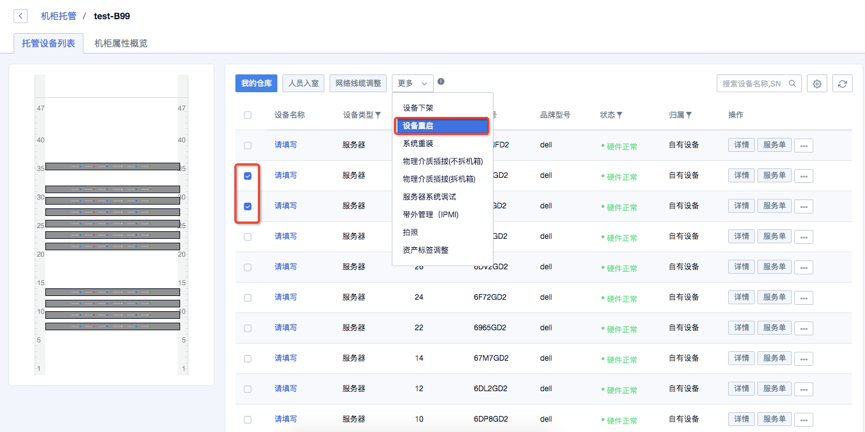 机柜托管 / test-B99
托管设备列表 机柜属性概览
我的仓库 人员入室 网络线缆调整 更多 搜索设备名称,SN
设备下架
设备重启
系统重装
物理介质插接(不拆机箱)
物理介质插接(拆机箱)
服务器系统调试
带外管理 (IPMI)
拍照
资产标签调整
设备名称 设备类型 号 品牌型号 状态 归属 操作
请填写 服务器 FD2 dell 硬件正常 自有设备 详情 服务单 ...
请填写 服务器 GD2 dell 硬件正常 自有设备 详情 服务单 ...
请填写 服务器 GD2 dell 硬件正常 自有设备 详情 服务单 ...
请填写 服务器 GD2 dell 硬件正常 自有设备 详情 服务单 ...
请填写 服务器 26 6DV2GD2 dell 硬件正常 自有设备 详情 服务单 ...
请填写 服务器 24 6F72GD2 dell 硬件正常 自有设备 详情 服务单 ...
请填写 服务器 22 6965GD2 dell 硬件正常 自有设备 详情 服务单 ...
请填写 服务器 14 67M7GD2 dell 硬件正常 自有设备 详情 服务单 ...
请填写 服务器 12 6DL2GD2 dell 硬件正常 自有设备 详情 服务单 ...
请填写 服务器 10 6DP8GD2 dell 硬件正常 自有设备 详情 服务单 ...
47 47
40 40
35 35
30 30
25 25
20 20
15 15
10 10
5 5
1 1